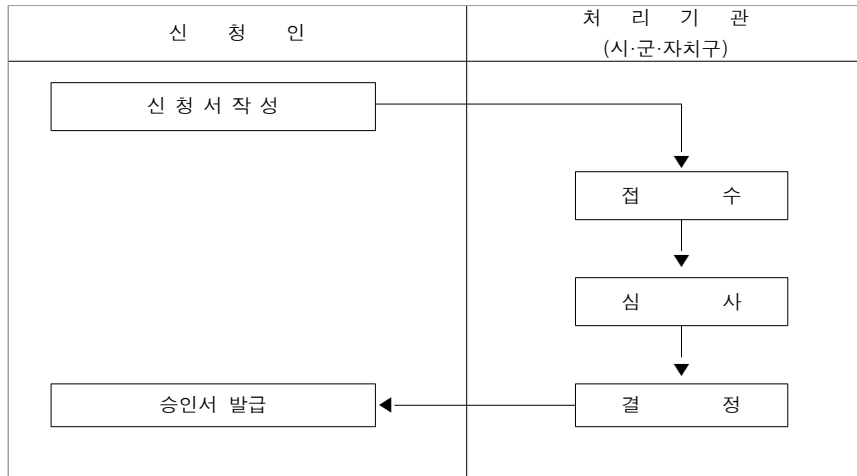 신 청 인
처 리 기 관
(시·군·자치구)
신 청 서 작 성
접 수
심 사
승인서 발급
결 정